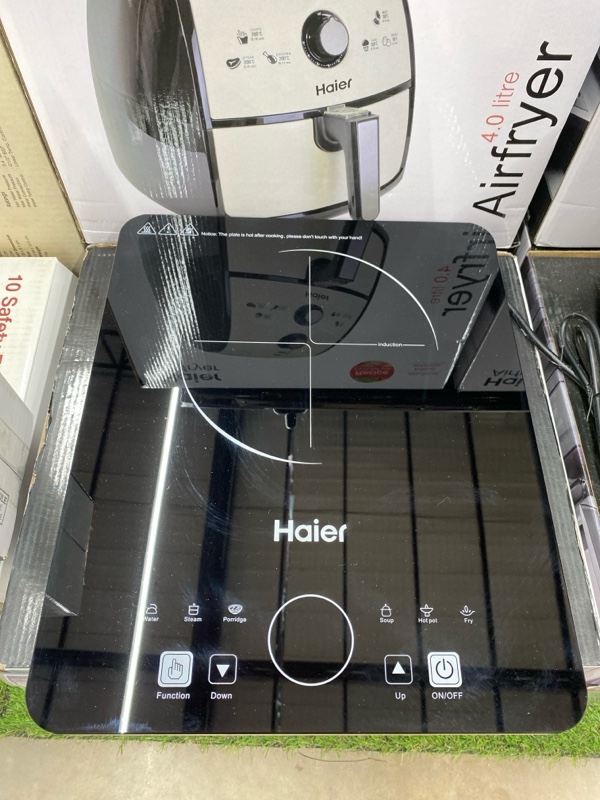 Haier
4.0 litre
Airfryer
Notice: The plate is hot after cooking, please don't touch with your hand!
induction
10 Safety
Haier
Water Steam Porridge
Soup Hot pot Fry
Function Down
Up ON/OFF